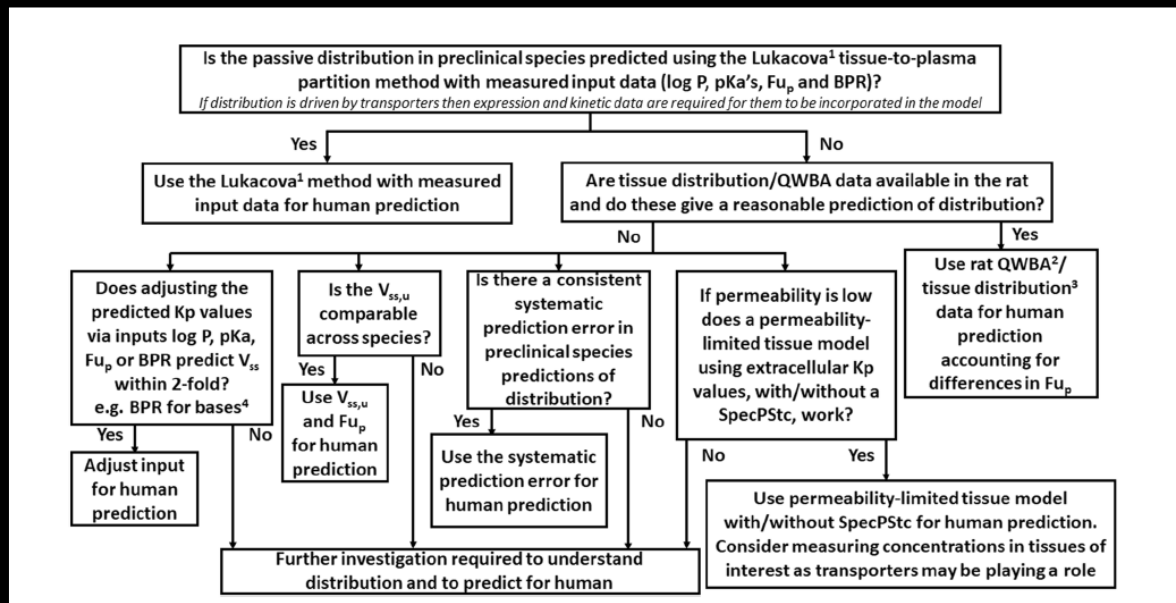 Is the passive distribution in preclinical species predicted using the Lukacova¹ tissue-to-plasma
partition method with measured input data (log P, pKa's, Fuₚ and BPR)?
If distribution is driven by transporters then expression and kinetic data are required for them to be incorporated in the model
Yes
No
Use the Lukacova¹ method with measured
input data for human prediction
Are tissue distribution/QWBA data available in the rat
and do these give a reasonable prediction of distribution?
No
Yes
Does adjusting the
predicted Kp values
via inputs log P, pKa,
Fuₚ or BPR predict Vₛₛ
within 2-fold?
e.g. BPR for bases⁴
Yes
No
Adjust input
for human
prediction
Is the Vₛₛ,ᵤ
comparable
across species?
Yes
No
Use Vₛₛ,ᵤ
and Fuₚ
for human
prediction
Is there a consistent
systematic
prediction error in
preclinical species
predictions of
distribution?
Yes
No
Use the systematic
prediction error for
human prediction
If permeability is low
does a permeability-
limited tissue model
using extracellular Kp
values, with/without a
SpecPStc, work?
No
Yes
Use rat QWBA²/
tissue distribution³
data for human
prediction
accounting for
differences in Fuₚ
Use permeability-limited tissue model
with/without SpecPStc for human prediction.
Consider measuring concentrations in tissues of
interest as transporters may be playing a role
Further investigation required to understand
distribution and to predict for human